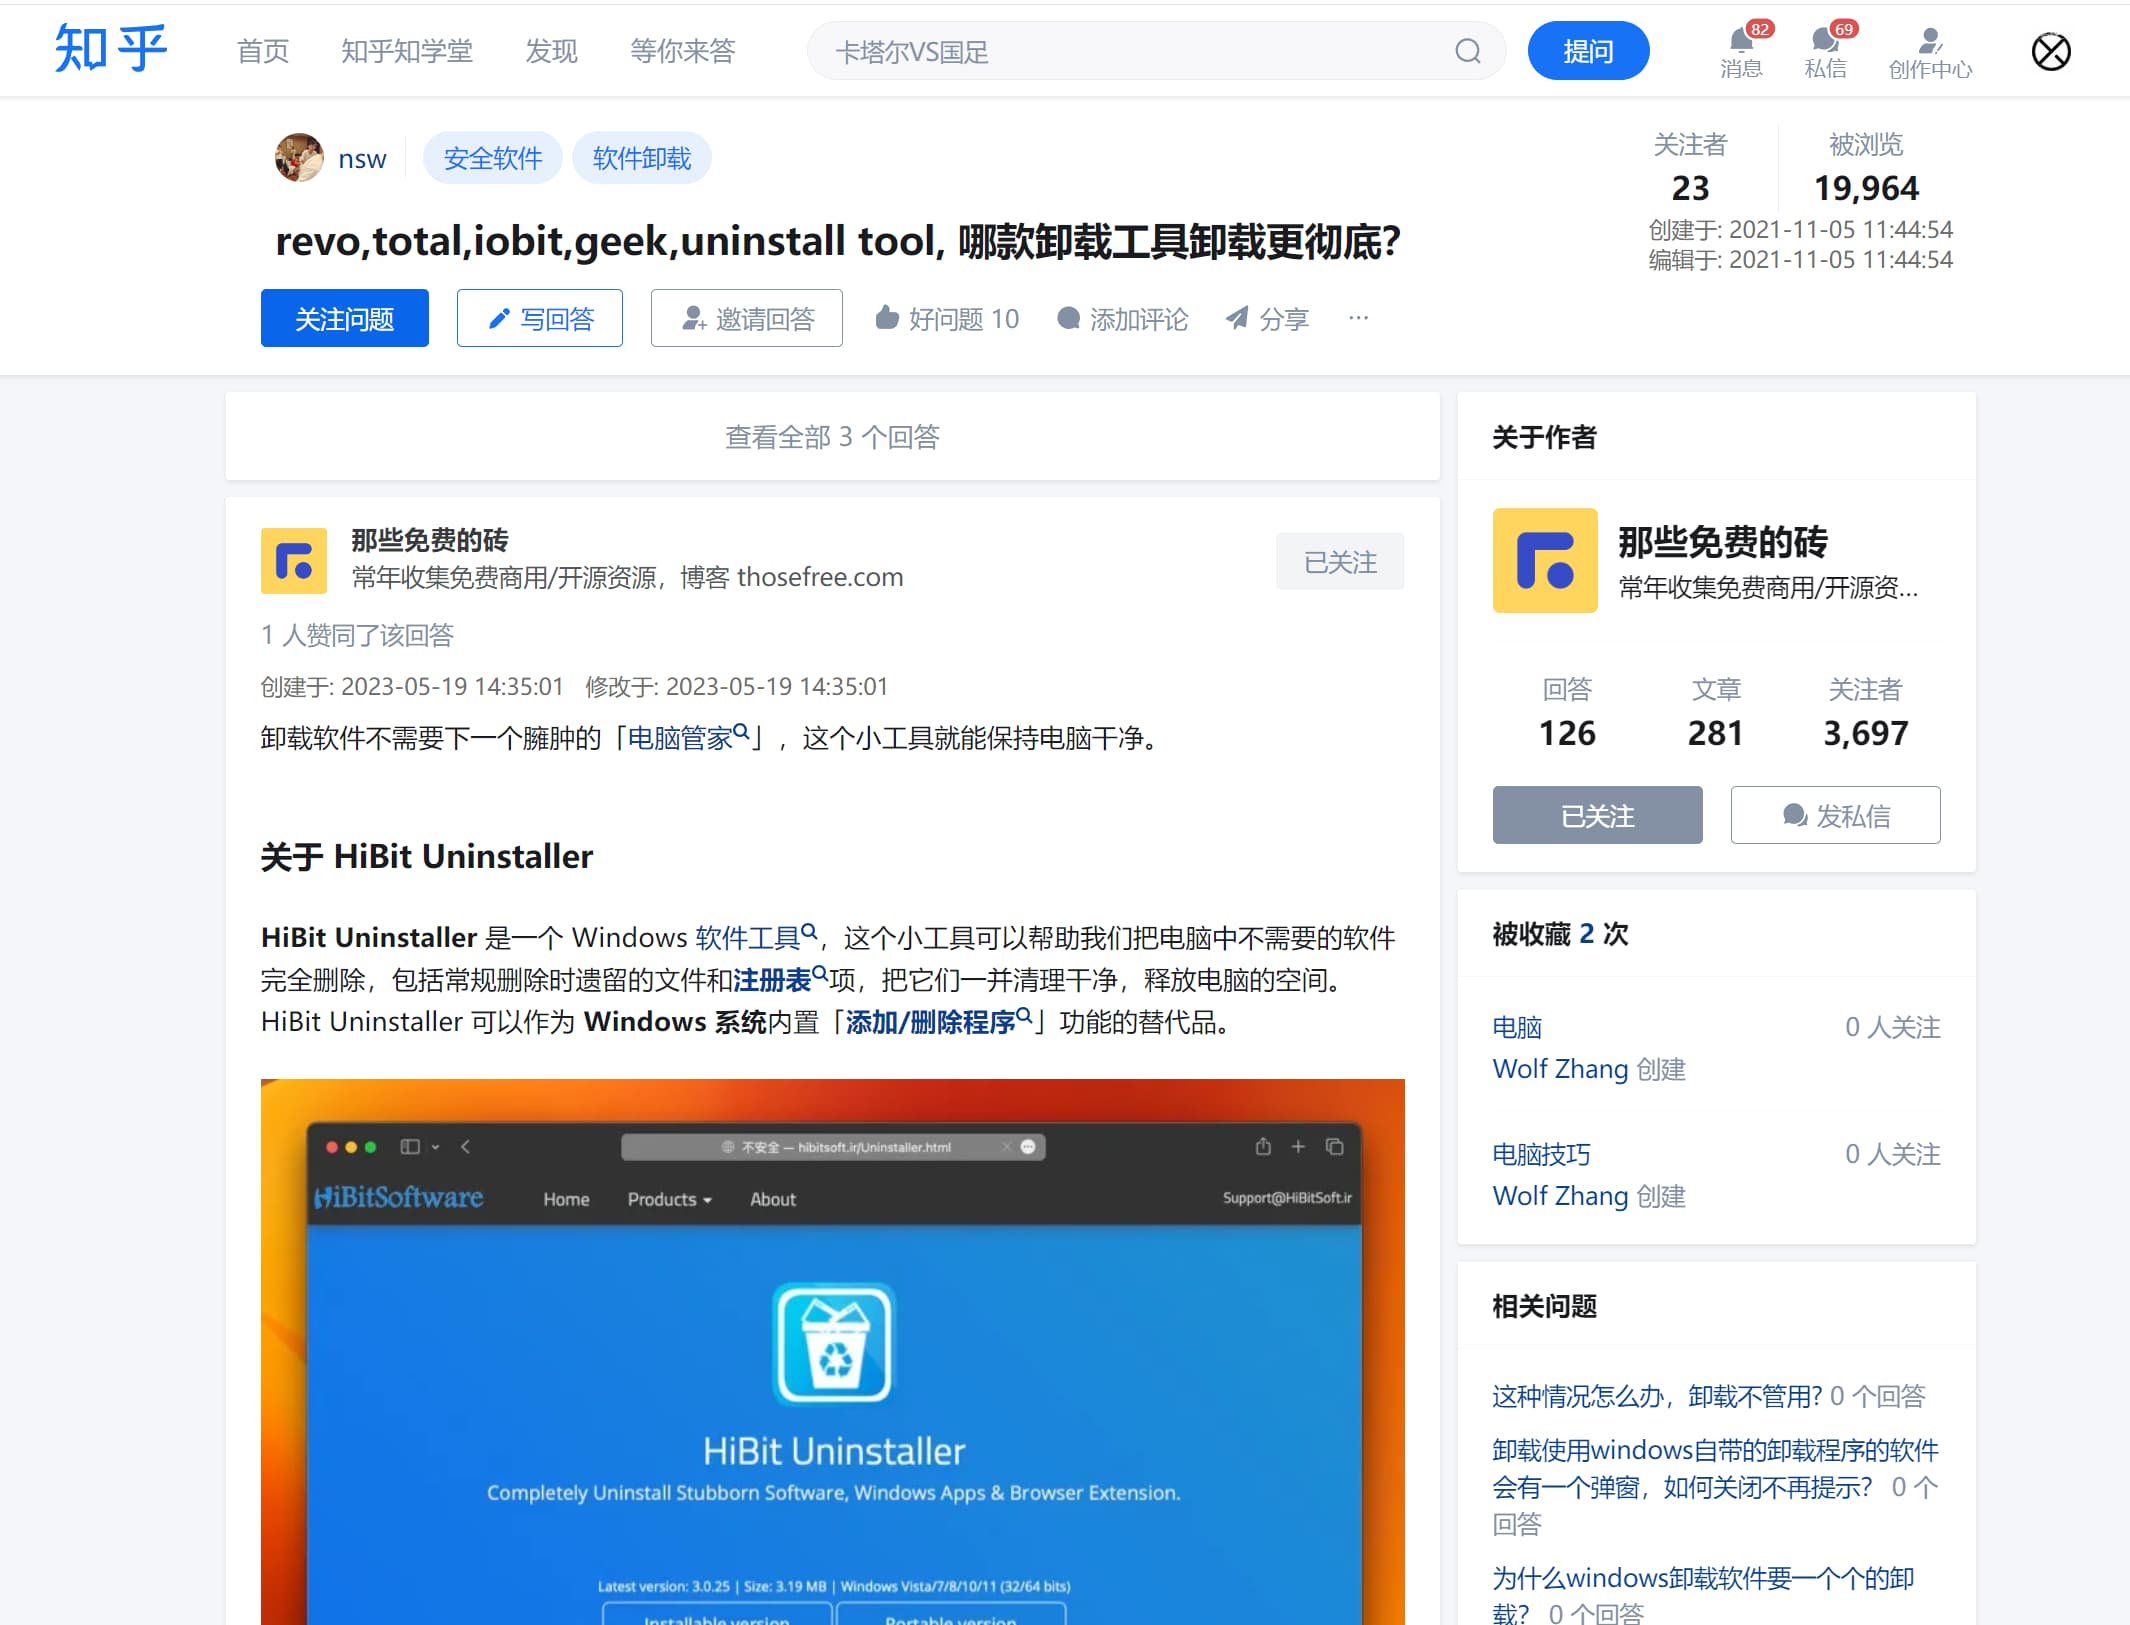 知乎
首页 知乎知学堂 发现 等你来答
卡塔尔VS国足
提问
82
消息
69
私信
创作中心
nsw
安全软件
软件卸载
关注者
23
被浏览
19,964
创建于: 2021-11-05 11:44:54
编辑于: 2021-11-05 11:44:54
revo,total,iobit,geek,uninstall tool, 哪款卸载工具卸载更彻底?
关注问题
写回答
邀请回答
好问题 10
添加评论
分享
···
查看全部 3 个回答
那些免费的砖
常年收集免费商用/开源资源，博客 thosefree.com
已关注
1 人赞同了该回答
创建于: 2023-05-19 14:35:01 修改于: 2023-05-19 14:35:01
卸载软件不需要下一个臃肿的「电脑管家」，这个小工具就能保持电脑干净。
关于 HiBit Uninstaller
HiBit Uninstaller 是一个 Windows 软件工具，这个小工具可以帮助我们把电脑中不需要的软件
完全删除，包括常规删除时遗留的文件和注册表项，把它们一并清理干净，释放电脑的空间。
HiBit Uninstaller 可以作为 Windows 系统内置「添加/删除程序」功能的替代品。
不安全 — hibitsoft.ir/Uninstaller.html
HiBitSoftware
Home Products About
Support@HiBitSoft.ir
HiBit Uninstaller
Completely Uninstall Stubborn Software, Windows Apps & Browser Extension.
Latest version: 3.0.25 | Size: 3.19 MB | Windows Vista/7/8/10/11 (32/64 bits)
Installable version
Portable version
关于作者
那些免费的砖
常年收集免费商用/开源资...
回答
126
文章
281
关注者
3,697
已关注
发私信
被收藏 2 次
电脑
0 人关注
Wolf Zhang 创建
电脑技巧
0 人关注
Wolf Zhang 创建
相关问题
这种情况怎么办，卸载不管用? 0 个回答
卸载使用windows自带的卸载程序的软件
会有一个弹窗，如何关闭不再提示？ 0 个
回答
为什么windows卸载软件要一个个的卸
载？ 0 个回答